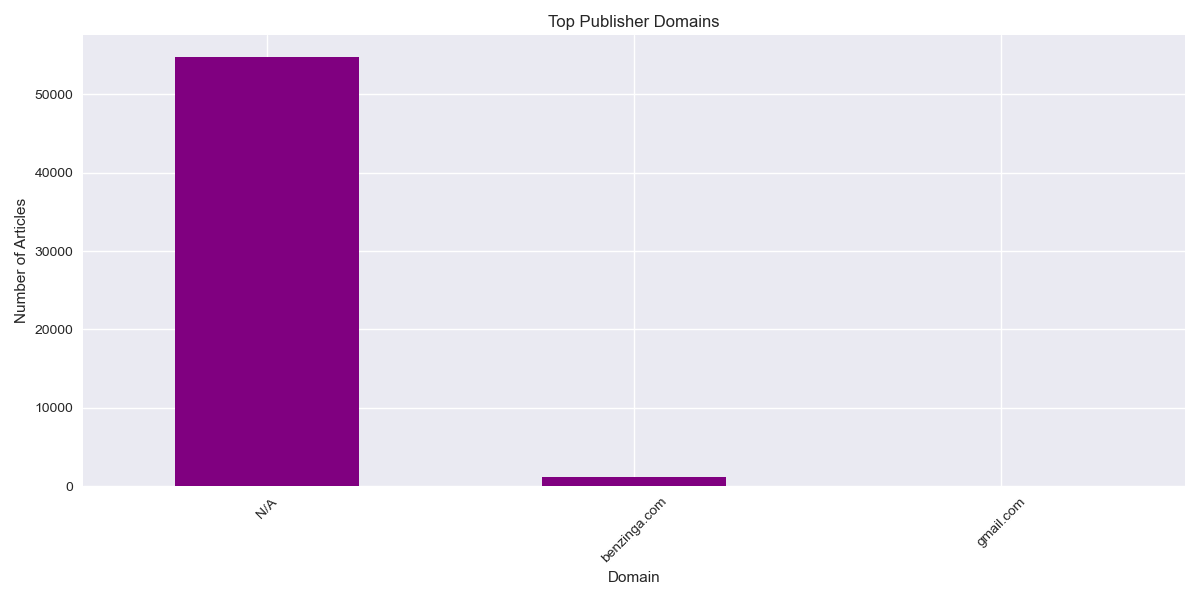 Top Publisher Domains
Number of Articles
50000
40000
30000
20000
10000
0
N/A
benzinga.com
gmail.com
Domain